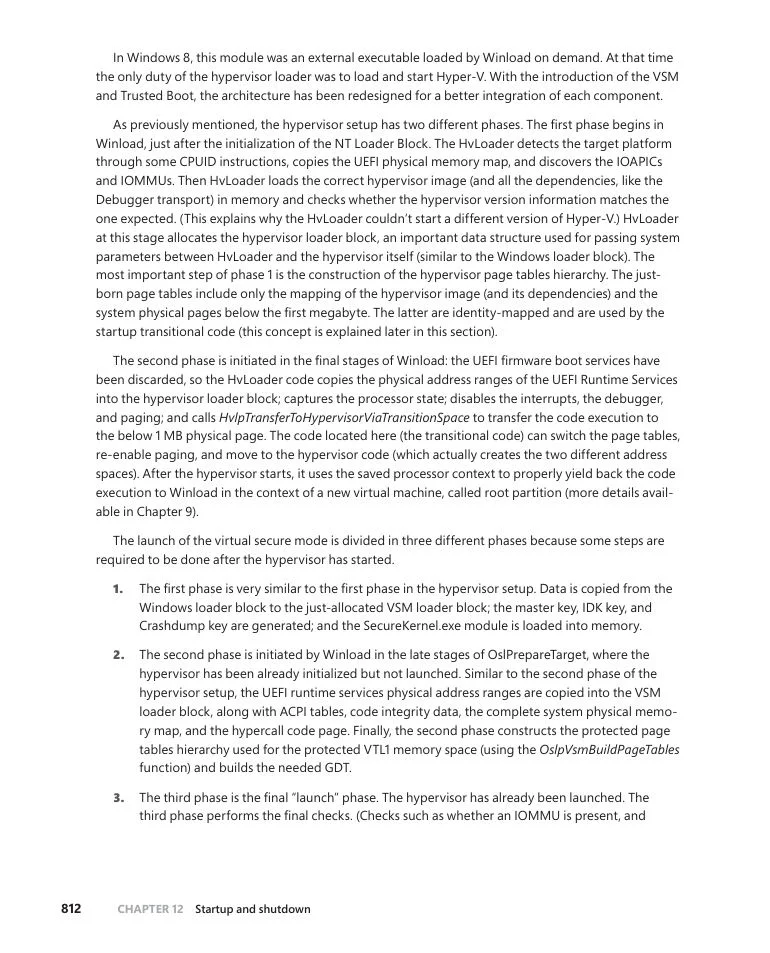 In Windows 8, this module was an external executable loaded by Winload on demand. At that time
the only duty of the hypervisor loader was to load and start Hyper-V. With the introduction of the VSM
and Trusted Boot, the architecture has been redesigned for a better integration of each component.
As previously mentioned, the hypervisor setup has two different phases. The first phase begins in
Winload, just after the initialization of the NT Loader Block. The HvLoader detects the target platform
through some CPUID instructions, copies the UEFI physical memory map, and discovers the IOAPICs
and IOMMUs. Then HvLoader loads the correct hypervisor image (and all the dependencies, like the
Debugger transport) in memory and checks whether the hypervisor version information matches the
one expected. (This explains why the HvLoader couldn’t start a different version of Hyper-V.) HvLoader
at this stage allocates the hypervisor loader block, an important data structure used for passing system
parameters between HvLoader and the hypervisor itself (similar to the Windows loader block). The
most important step of phase 1 is the construction of the hypervisor page tables hierarchy. The just-
born page tables include only the mapping of the hypervisor image (and its dependencies) and the
system physical pages below the first megabyte. The latter are identity-mapped and are used by the
startup transitional code (this concept is explained later in this section).
The second phase is initiated in the final stages of Winload: the UEFI firmware boot services have
been discarded, so the HvLoader code copies the physical address ranges of the UEFI Runtime Services
into the hypervisor loader block; captures the processor state; disables the interrupts, the debugger,
and paging; and calls HvlpTransferToHypervisorViaTransitionSpace to transfer the code execution to
the below 1 MB physical page. The code located here (the transitional code) can switch the page tables,
re-enable paging, and move to the hypervisor code (which actually creates the two different address
spaces). After the hypervisor starts, it uses the saved processor context to properly yield back the code
execution to Winload in the context of a new virtual machine, called root partition (more details avail-
able in Chapter 9).
The launch of the virtual secure mode is divided in three different phases because some steps are
required to be done after the hypervisor has started.
1. The first phase is very similar to the first phase in the hypervisor setup. Data is copied from the
Windows loader block to the just-allocated VSM loader block; the master key, IDK key, and
Crashdump key are generated; and the SecureKernel.exe module is loaded into memory.
2. The second phase is initiated by Winload in the late stages of OslPrepareTarget, where the
hypervisor has been already initialized but not launched. Similar to the second phase of the
hypervisor setup, the UEFI runtime services physical address ranges are copied into the VSM
loader block, along with ACPI tables, code integrity data, the complete system physical memo-
ry map, and the hypercall code page. Finally, the second phase constructs the protected page
tables hierarchy used for the protected VTL1 memory space (using the OslpVsmBuildPageTables
function) and builds the needed GDT.
3. The third phase is the final “launch” phase. The hypervisor has already been launched. The
third phase performs the final checks. (Checks such as whether an IOMMU is present, and
812 CHAPTER 12 Startup and shutdown